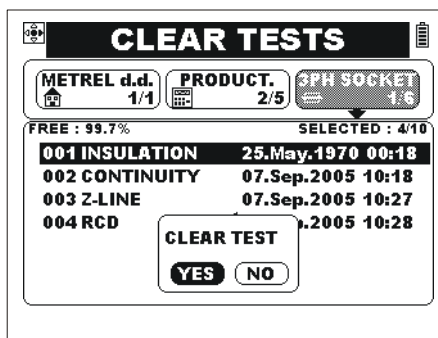 CLEAR TESTS
METREL d.d. PRODUCT. 3PH SOCKET
1/1 2/5 1/6
FREE : 99.7% SELECTED : 4/10
001 INSULATION 25.May.1970 00:18
002 CONTINUITY 07.Sep.2005 10:18
003 Z-LINE 07.Sep.2005 10:27
004 RCD .2005 10:28
CLEAR TEST
YES NO